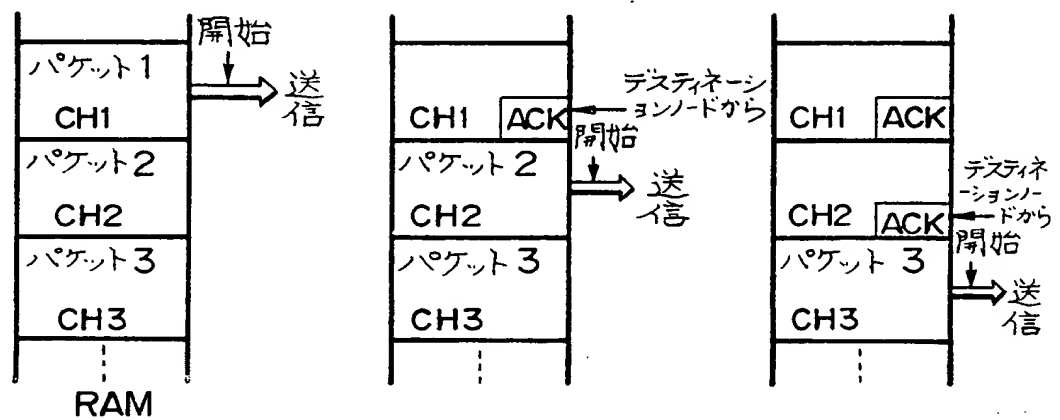 開始
パケット1
送
信
CH1
パケット2
CH2
パケット3
CH3
RAM
デスティネーシ
ョンノードから
CH1
ACK
開始
パケット2
送
信
CH2
パケット3
CH3
CH1
ACK
デスティネ
ーションノー
ドから
CH2
ACK
開始
パケット3
送
信
CH3